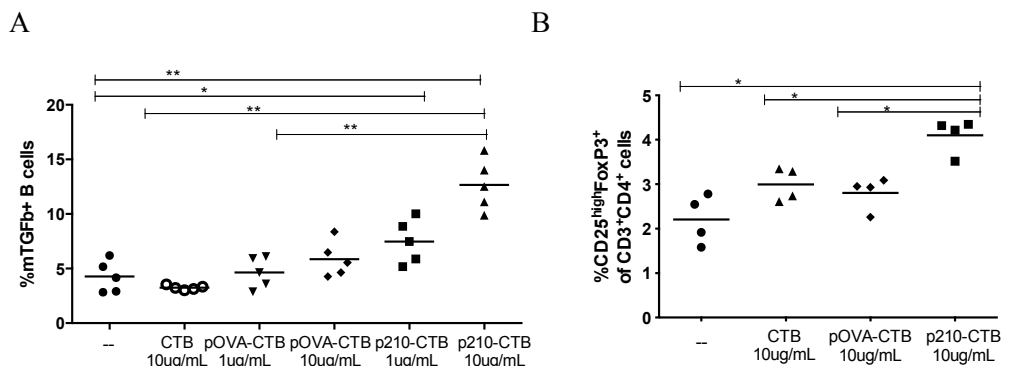 A
B
**
*
**
**
20
15
10
5
0
%mTGFb+ B cells
--
CTB
10ug/mL
pOVA-CTB
1ug/mL
pOVA-CTB
10ug/mL
p210-CTB
1ug/mL
p210-CTB
10ug/mL
*
*
*
5
4
3
2
1
0
%CD25highFoxP3+
of CD3+CD4+ cells
--
CTB
10ug/mL
pOVA-CTB
10ug/mL
p210-CTB
10ug/mL